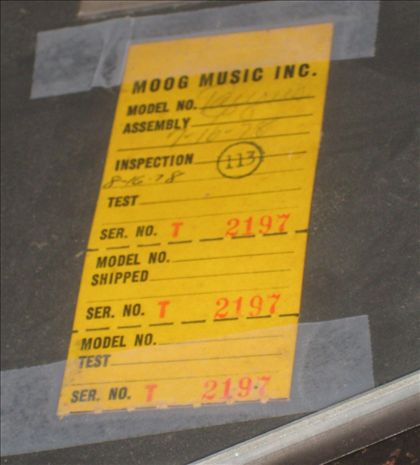 MOOG MUSIC INC.
MODEL NO. Taurus
ASSEMBLY
7-10-78
INSPECTION 113
8-16-78
TEST
SER. NO. T 2197
MODEL NO.
SHIPPED
SER. NO. T 2197
MODEL NO.
TEST
SER. NO. T 2197